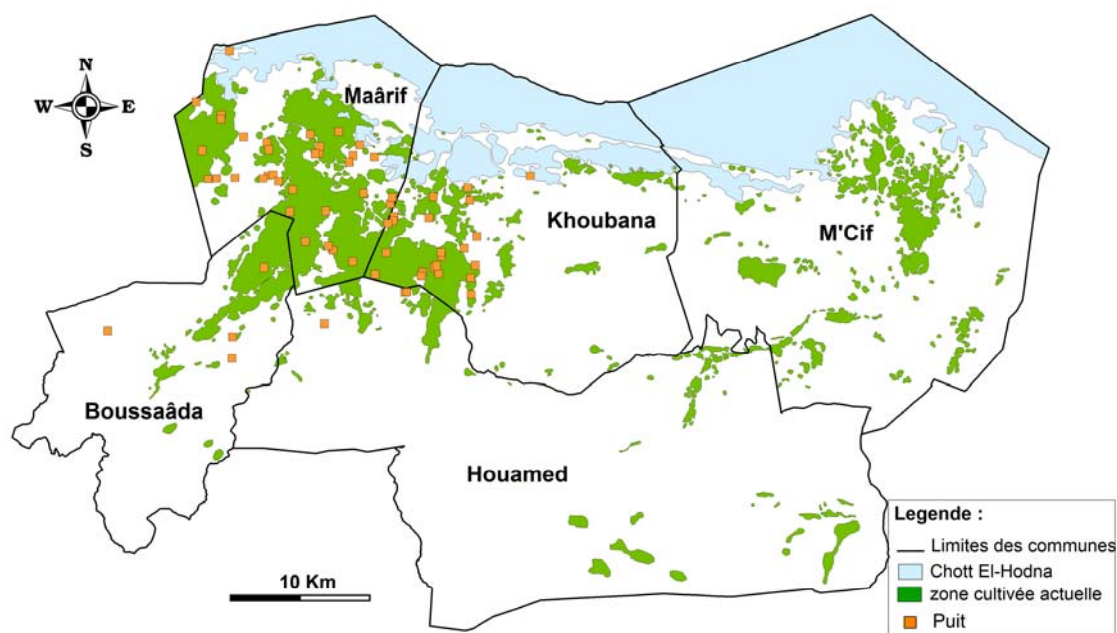 N
W E
S
Maârif
Khoubana
M'Cif
Boussaâda
Houamed
10 Km
Legende :
Limites des communes
Chott El-Hodna
zone cultivée actuelle
Puit